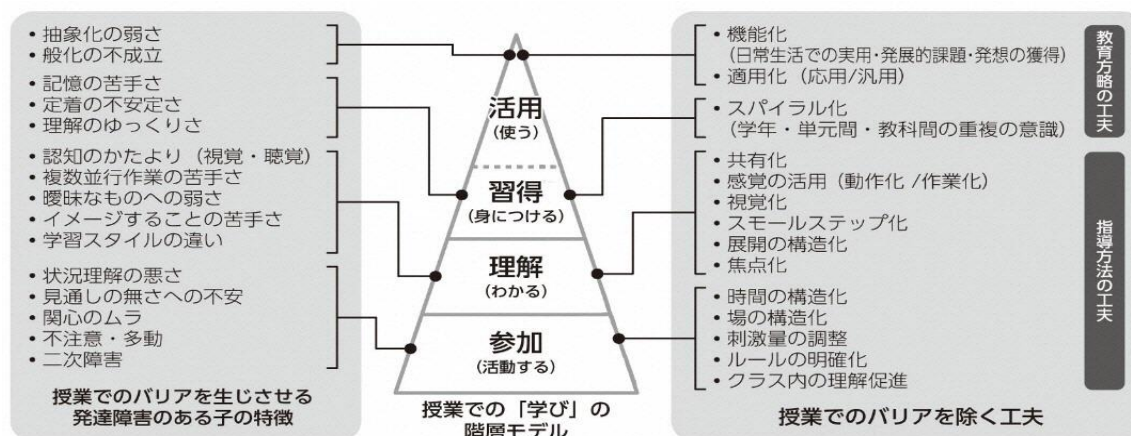 ・抽象化の弱さ
・般化の不成立
・記憶の苦手さ
・定着の不安定さ
・理解のゆっくりさ
・認知のかたより（視覚・聴覚）
・複数並行作業の苦手さ
・曖昧なものへの弱さ
・イメージすることの苦手さ
・学習スタイルの違い
・状況理解の悪さ
・見通しの無さへの不安
・関心のムラ
・不注意・多動
・二次障害
授業でのバリアを生じさせる
発達障害のある子の特徴
活用
(使う)
習得
(身につける)
理解
(わかる)
参加
(活動する)
授業での「学び」の
階層モデル
・機能化
(日常生活での実用・発展的課題・発想の獲得)
・適用化（応用/汎用）
・スパイラル化
(学年・単元間・教科間の重複の意識)
・共有化
・感覚の活用（動作化 /作業化）
・視覚化
・スモールステップ化
・展開の構造化
・焦点化
・時間の構造化
・場の構造化
・刺激量の調整
・ルールの明確化
・クラス内の理解促進
授業でのバリアを除く工夫
教育方略の工夫
指導方法の工夫